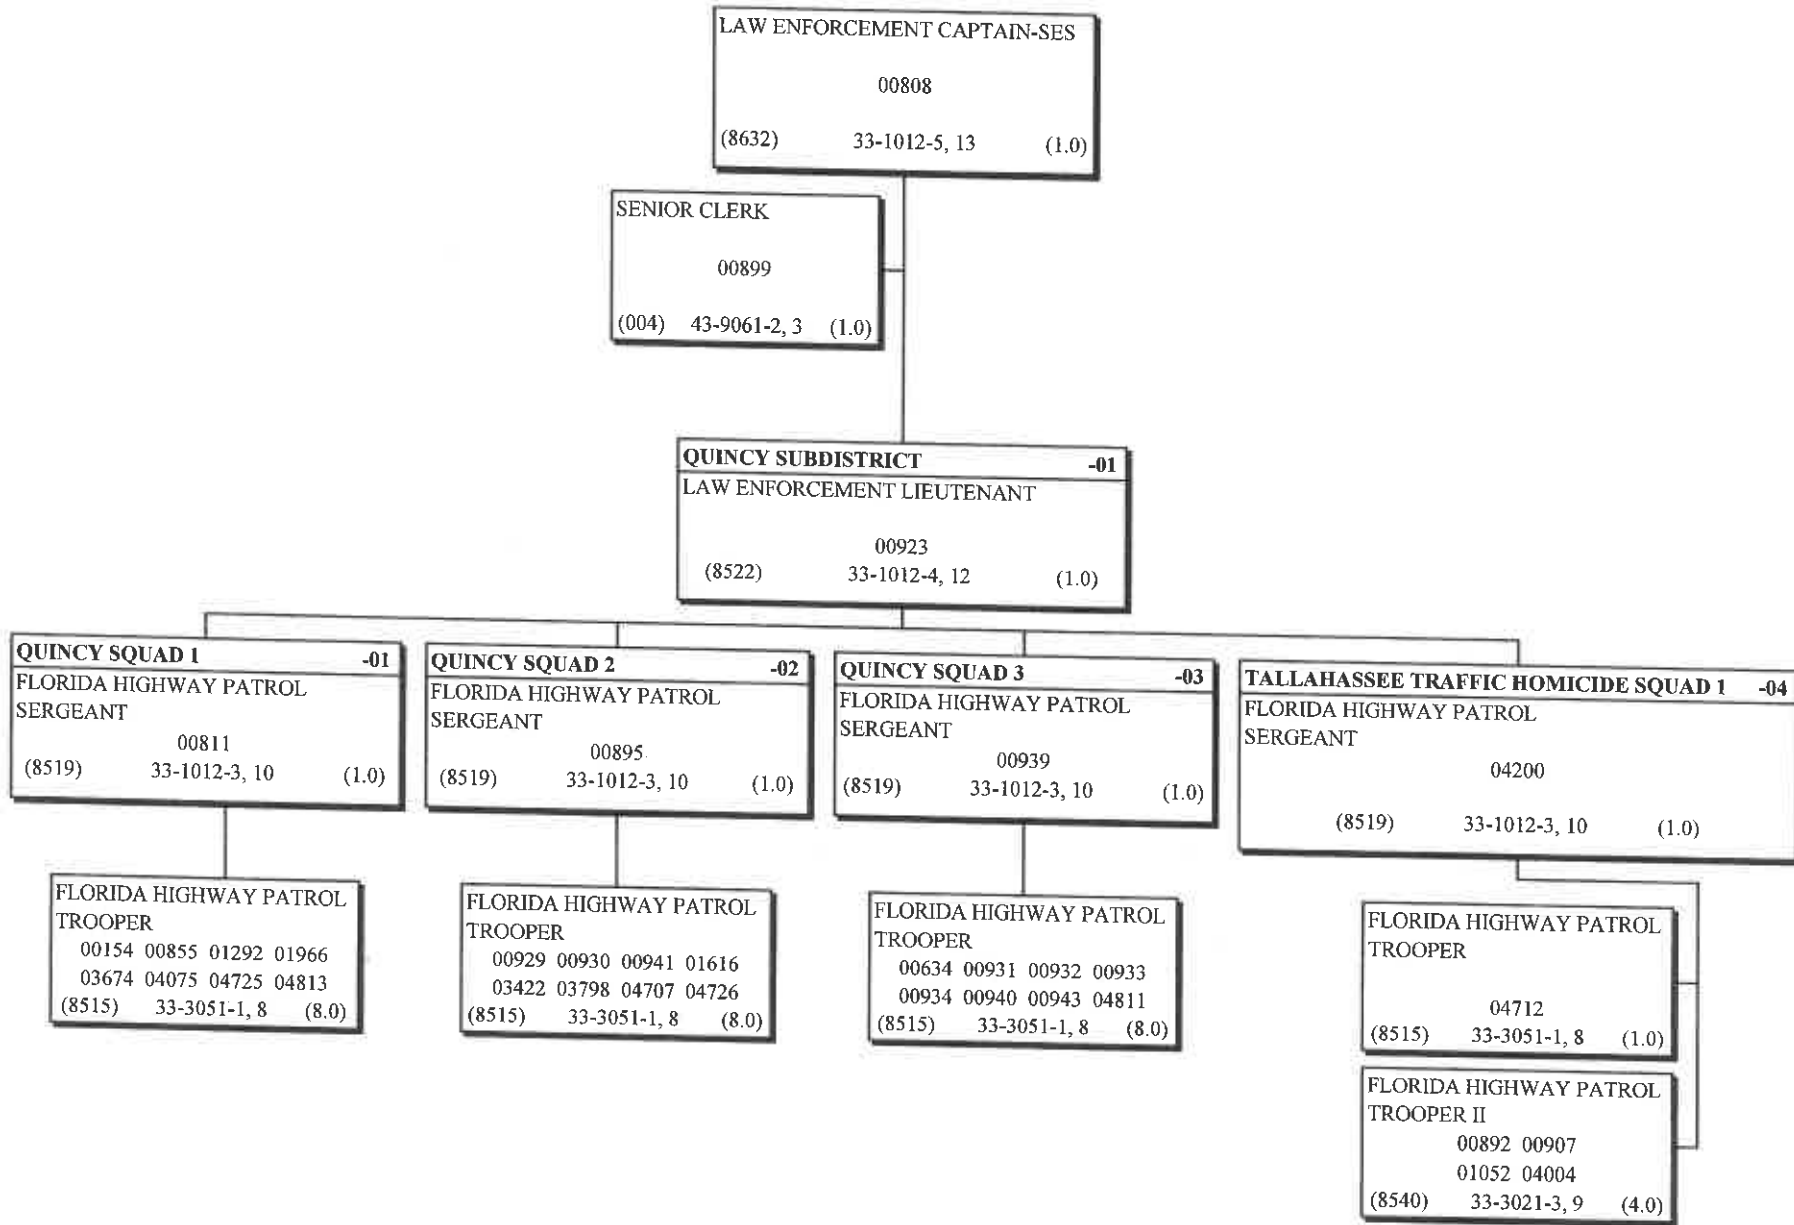 LAW ENFORCEMENT CAPTAIN-SES
00808
(8632) 33-1012-5, 13 (1.0)
SENIOR CLERK
00899
(004) 43-9061-2, 3 (1.0)
QUINCY SUBDISTRICT -01
LAW ENFORCEMENT LIEUTENANT
00923
(8522) 33-1012-4, 12 (1.0)
QUINCY SQUAD 1 -01
FLORIDA HIGHWAY PATROL
SERGEANT
00811
(8519) 33-1012-3, 10 (1.0)
QUINCY SQUAD 2 -02
FLORIDA HIGHWAY PATROL
SERGEANT
00895
(8519) 33-1012-3, 10 (1.0)
QUINCY SQUAD 3 -03
FLORIDA HIGHWAY PATROL
SERGEANT
00939
(8519) 33-1012-3, 10 (1.0)
TALLAHASSEE TRAFFIC HOMICIDE SQUAD 1 -04
FLORIDA HIGHWAY PATROL
SERGEANT
04200
(8519) 33-1012-3, 10 (1.0)
FLORIDA HIGHWAY PATROL
TROOPER
00154 00855 01292 01966
03674 04075 04725 04813
(8515) 33-3051-1, 8 (8.0)
FLORIDA HIGHWAY PATROL
TROOPER
00929 00930 00941 01616
03422 03798 04707 04726
(8515) 33-3051-1, 8 (8.0)
FLORIDA HIGHWAY PATROL
TROOPER
00634 00931 00932 00933
00934 00940 00943 04811
(8515) 33-3051-1, 8 (8.0)
FLORIDA HIGHWAY PATROL
TROOPER
04712
(8515) 33-3051-1, 8 (1.0)
FLORIDA HIGHWAY PATROL
TROOPER II
00892 00907
01052 04004
(8540) 33-3021-3, 9 (4.0)